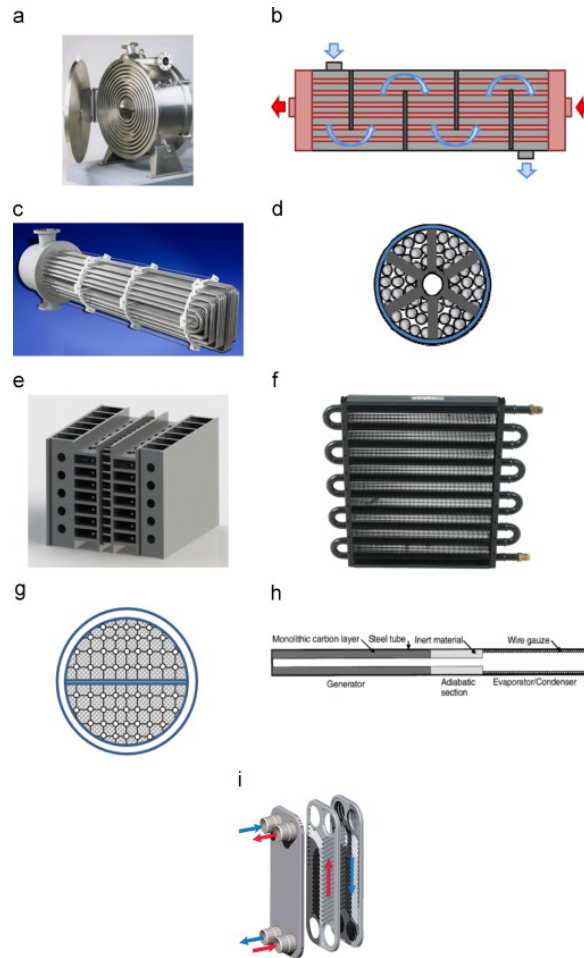 a
b
c
d
e
f
g
h
Monolithic carbon layer
Steel tube
Inert material
Wire gauze
Generator
Adiabatic
section
Evaporator/Condenser
i